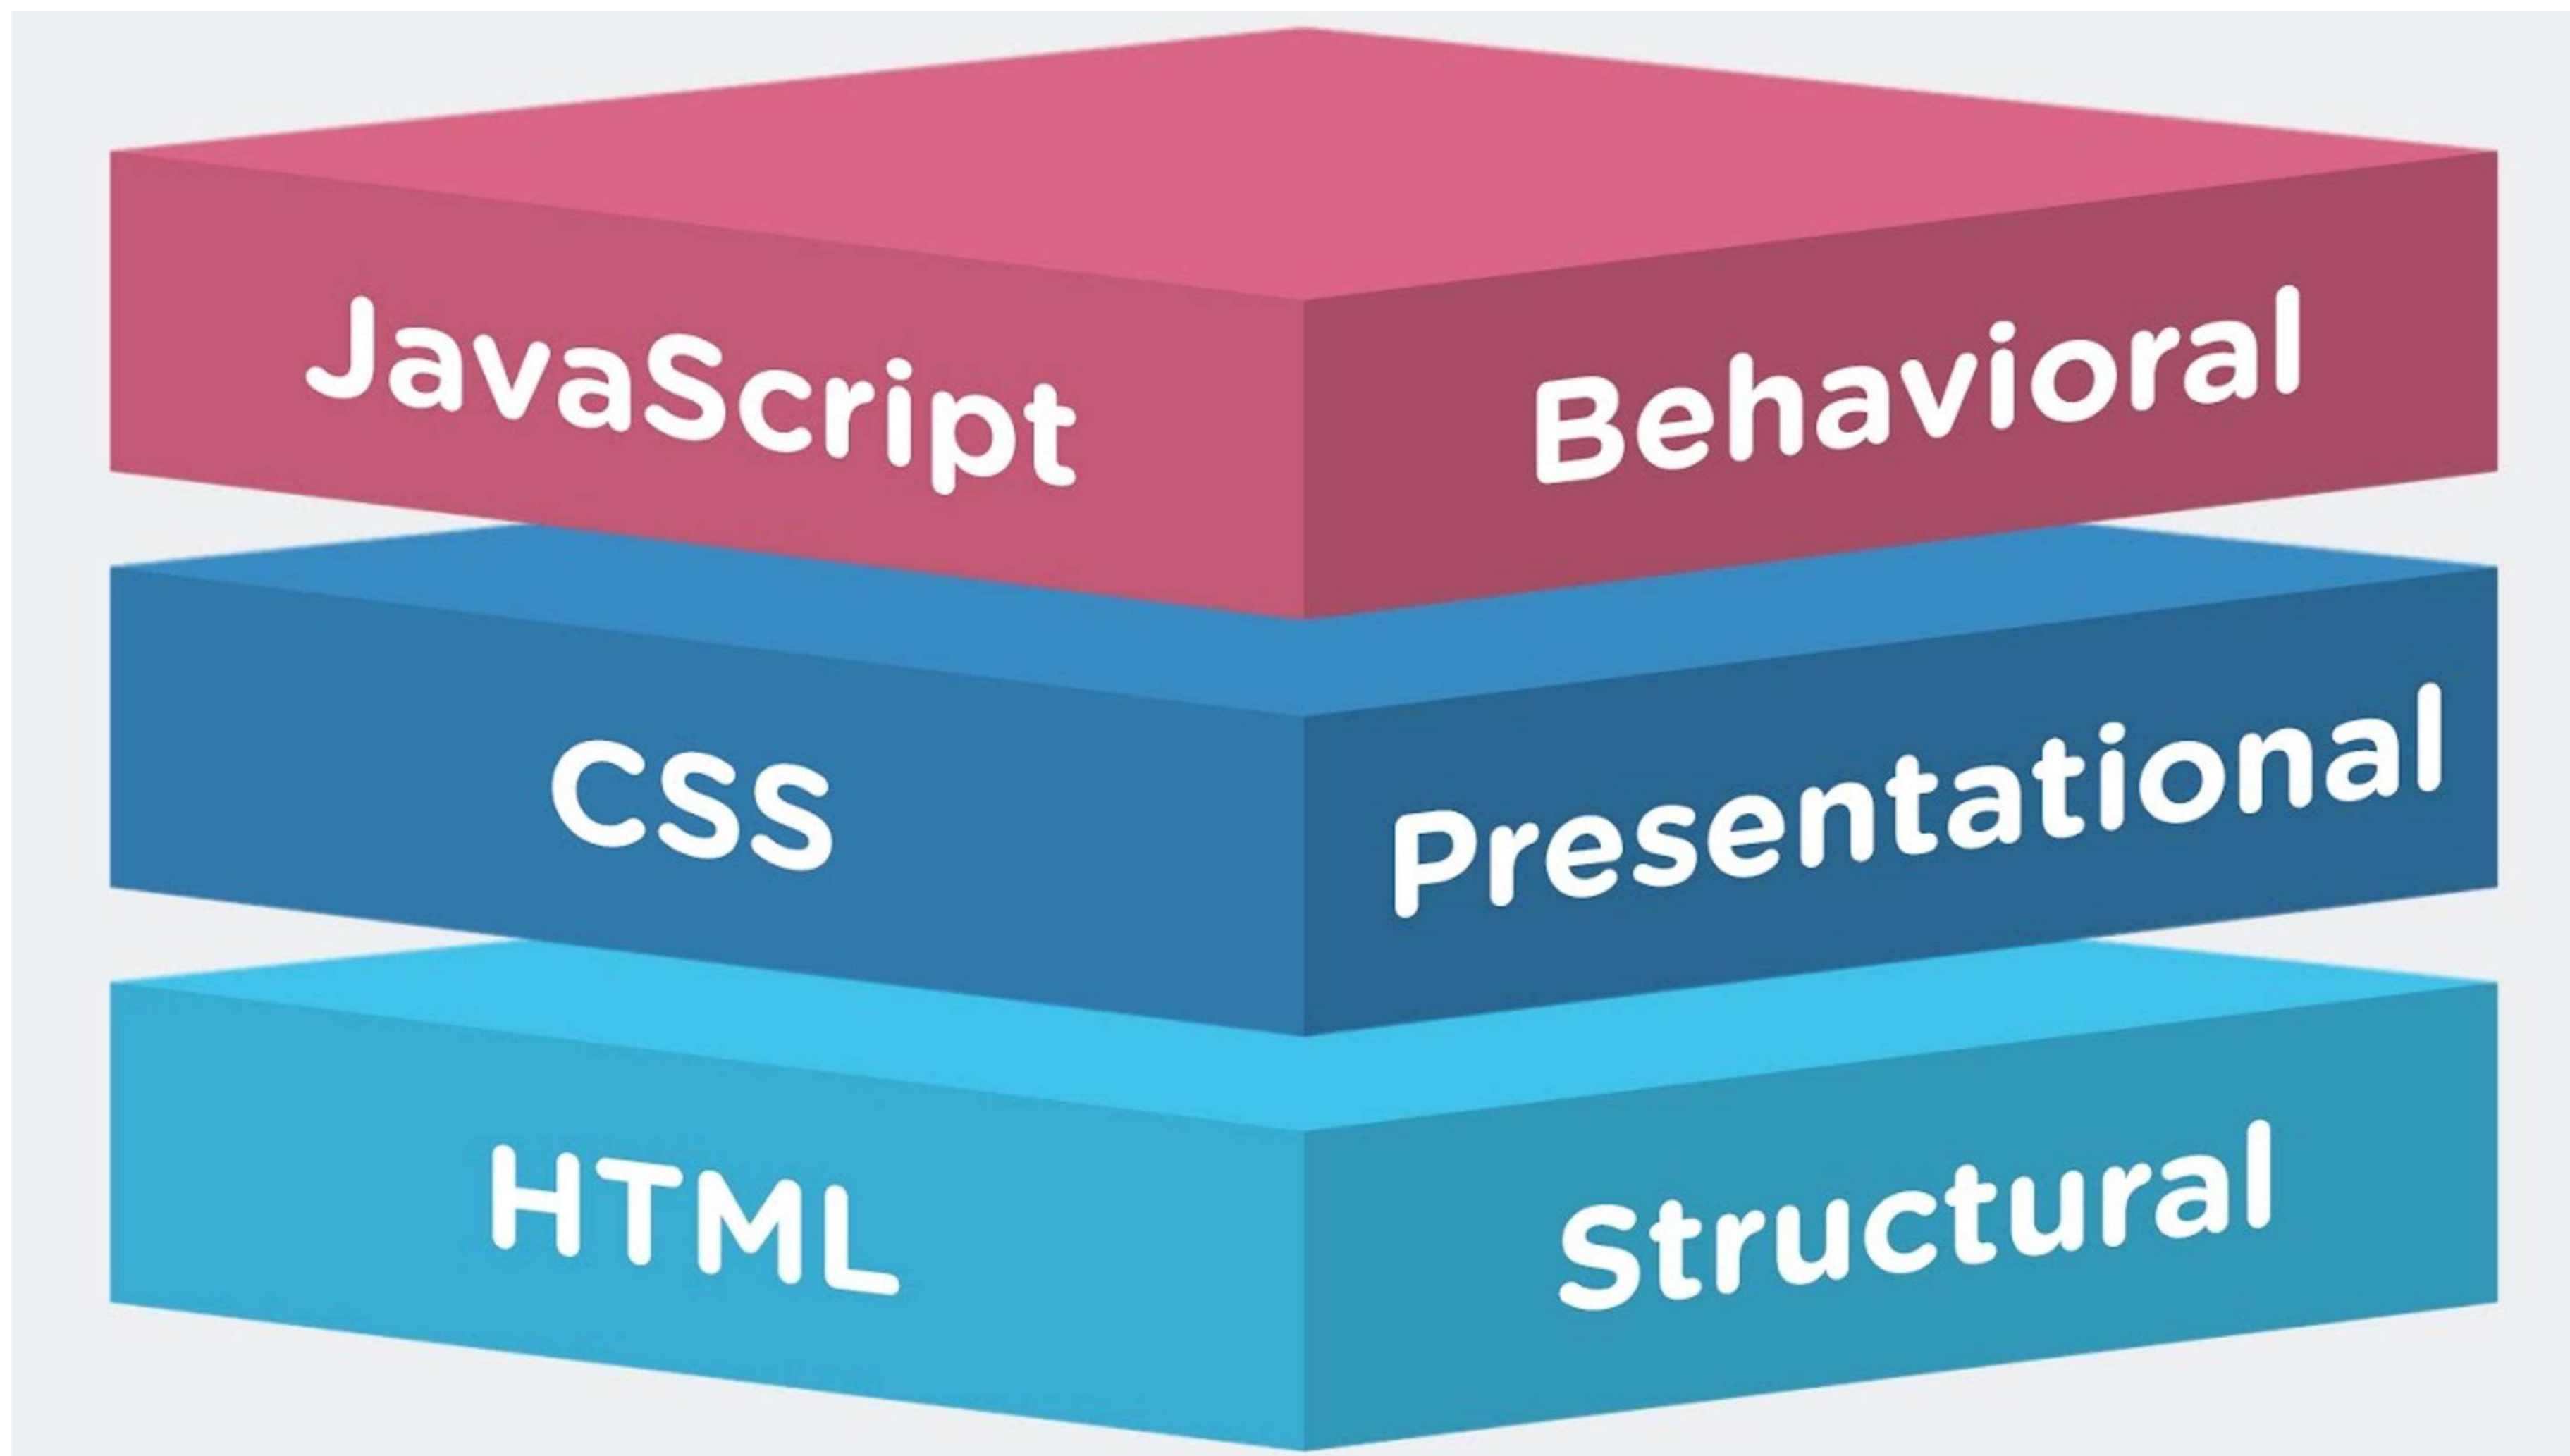 JavaScript
Behavioral
CSS
Presentational
HTML
Structural